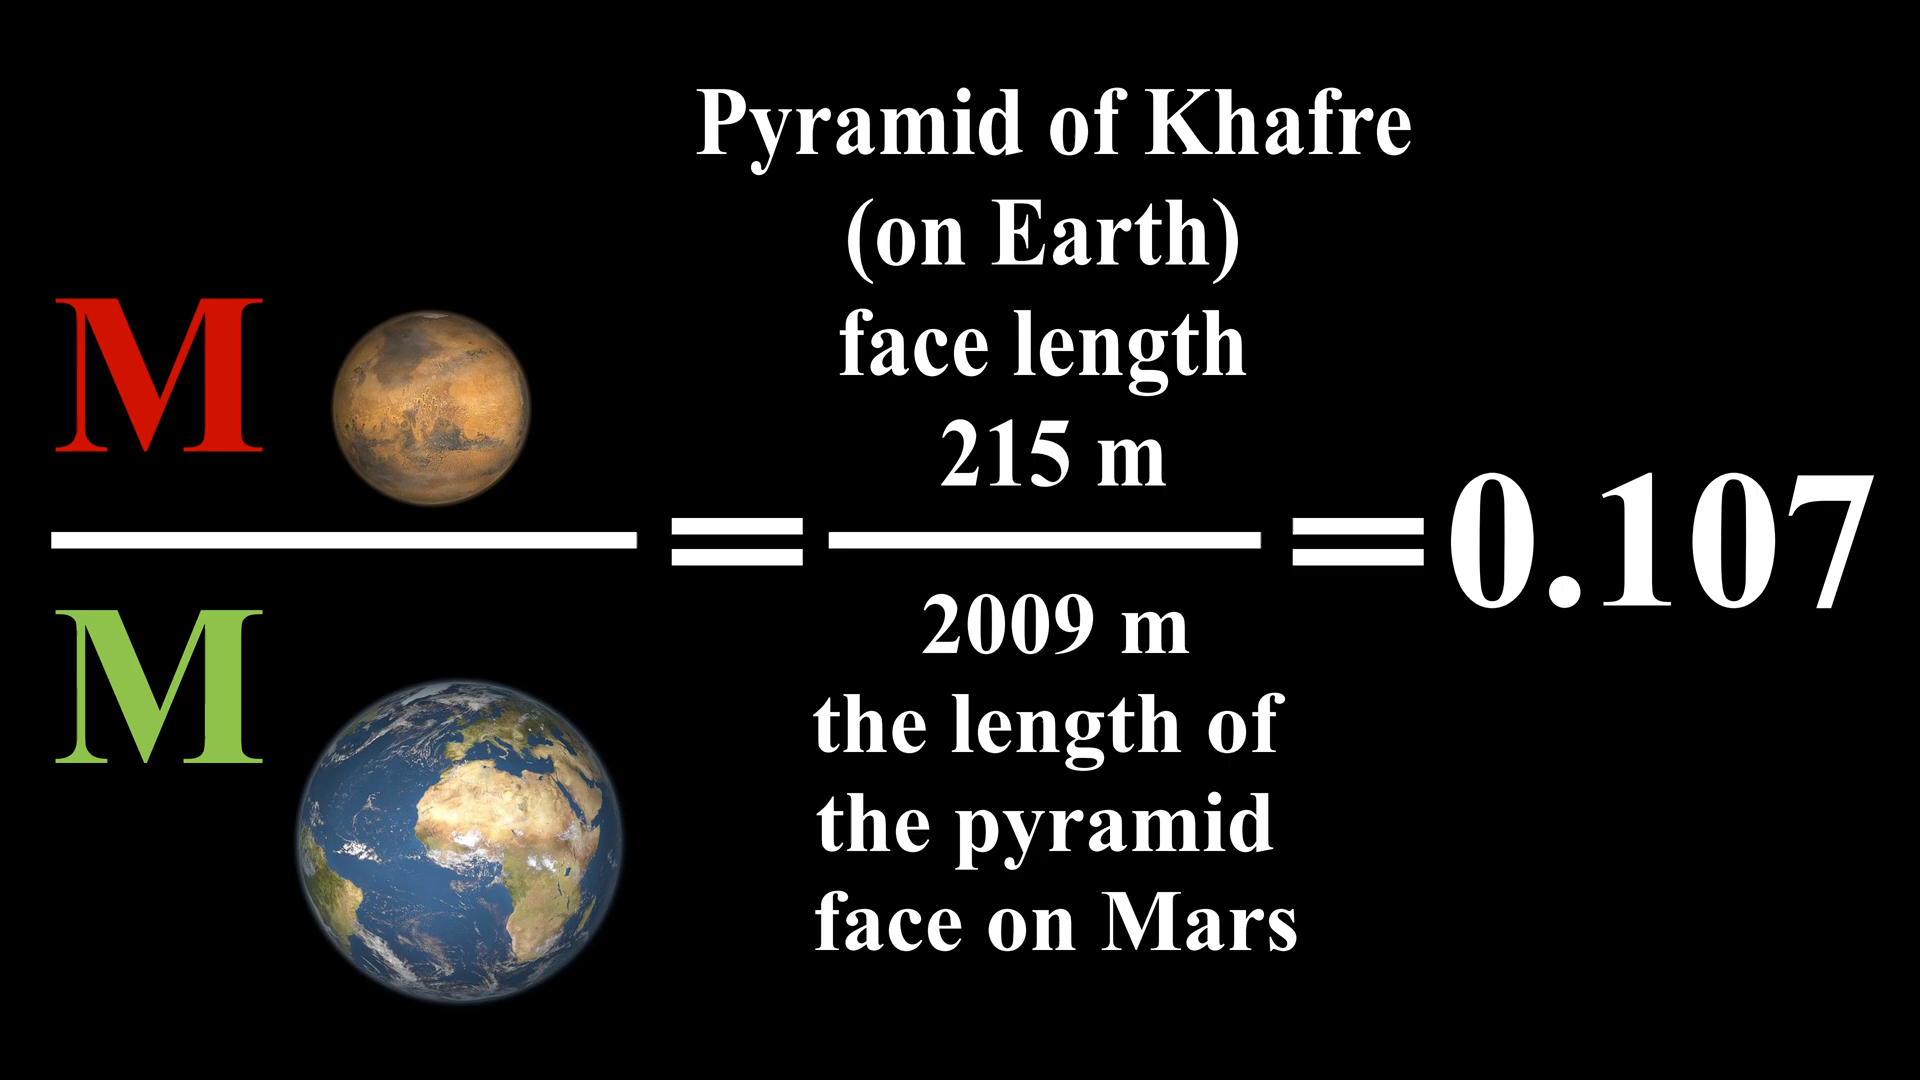 M
M
=
Pyramid of Khafre
(on Earth)
face length
215 m
2009 m
the length of
the pyramid
face on Mars
=
0.107